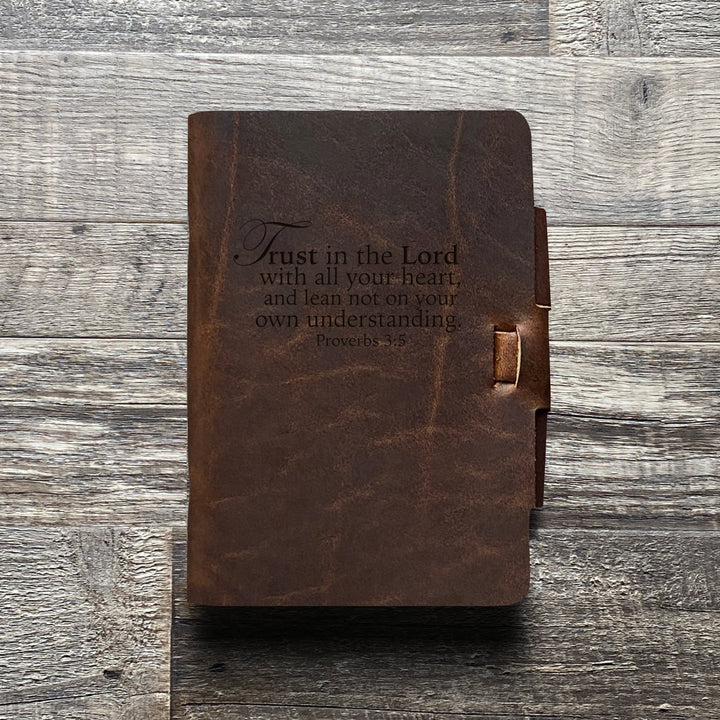 Trust in the Lord
with all your heart,
and lean not on your
own understanding.
Proverbs 3:5